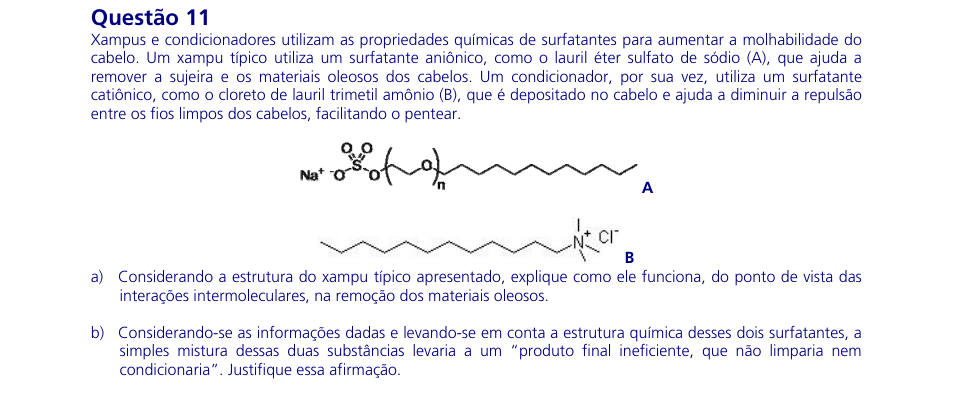 Questão 11
Xampus e condicionadores utilizam as propriedades químicas de surfatantes para aumentar a molhabilidade do
cabelo. Um xampu típico utiliza um surfatante aniônico, como o lauril éter sulfato de sódio (A), que ajuda a
remover a sujeira e os materiais oleosos dos cabelos. Um condicionador, por sua vez, utiliza um surfatante
catiônico, como o cloreto de lauril trimetil amônio (B), que é depositado no cabelo e ajuda a diminuir a repulsão
entre os fios limpos dos cabelos, facilitando o pentear.
O O
Na⁺ ⁻O S O ( O )n
A
N⁺ Cl⁻
B
a) Considerando a estrutura do xampu típico apresentado, explique como ele funciona, do ponto de vista das
interações intermoleculares, na remoção dos materiais oleosos.
b) Considerando-se as informações dadas e levando-se em conta a estrutura química desses dois surfatantes, a
simples mistura dessas duas substâncias levaria a um “produto final ineficiente, que não limparia nem
condicionaria”. Justifique essa afirmação.